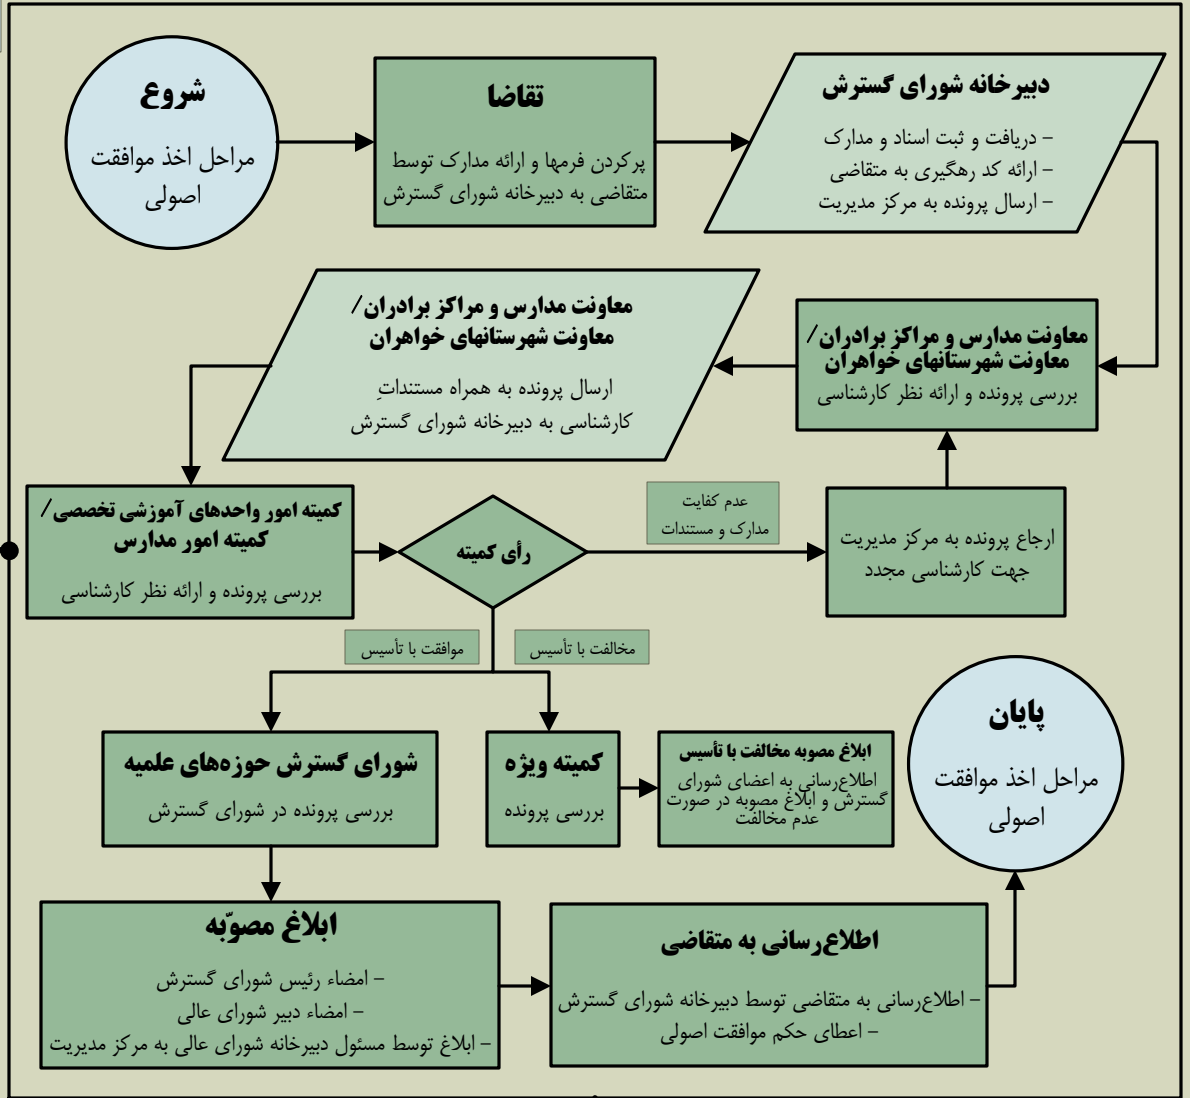 شروع
مراحل اخذ موافقت
اصولی
تقاضا
پرکردن فرمها و ارائه مدارک توسط
متقاضی به دبیرخانه شورای گسترش
دبیرخانه شورای گسترش
- دریافت و ثبت اسناد و مدارک
- ارائه کد رهگیری به متقاضی
- ارسال پرونده به مرکز مدیریت
معاونت مدارس و مراکز برادران/
معاونت شهرستانهای خواهران
بررسی پرونده و ارائه نظر کارشناسی
معاونت مدارس و مراکز برادران/
معاونت شهرستانهای خواهران
ارسال پرونده به همراه مستنداتِ
کارشناسی به دبیرخانه شورای گسترش
کمیته امور واحدهای آموزشی تخصصی/
کمیته امور مدارس
بررسی پرونده و ارائه نظر کارشناسی
رأی کمیته
عدم کفایت
مدارک و مستندات
ارجاع پرونده به مرکز مدیریت
جهت کارشناسی مجدد
مخالفت با تأسیس
موافقت با تأسیس
شورای گسترش حوزه‌های علمیه
بررسی پرونده در شورای گسترش
کمیته ویژه
بررسی پرونده
ابلاغ مصوبه مخالفت با تأسیس
اطلاع‌رسانی به اعضای شورای
گسترش و ابلاغ مصوبه در صورت
عدم مخالفت
ابلاغ مصوّبه
- امضاء رئیس شورای گسترش
- امضاء دبیر شورای عالی
- ابلاغ توسط مسئول دبیرخانه شورای عالی به مرکز مدیریت
اطلاع‌رسانی به متقاضی
- اطلاع‌رسانی به متقاضی توسط دبیرخانه شورای گسترش
- اعطای حکم موافقت اصولی
پایان
مراحل اخذ موافقت
اصولی